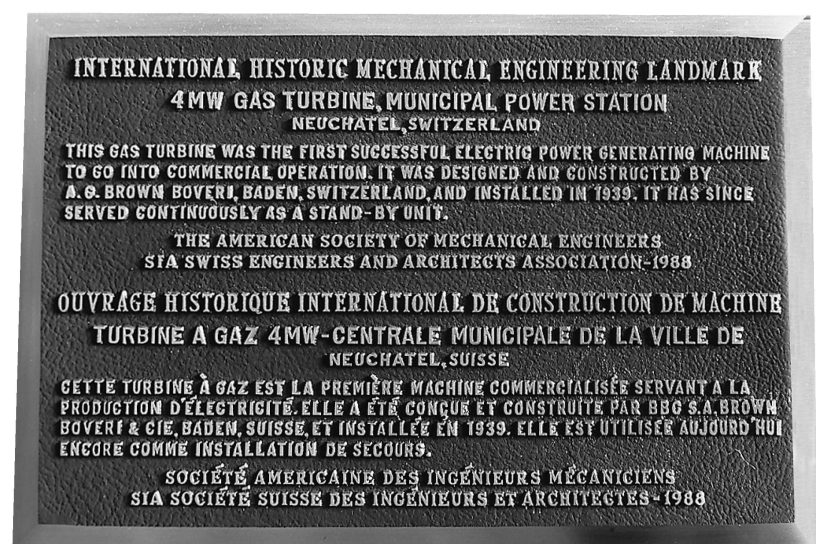 INTERNATIONAL HISTORIC MECHANICAL ENGINEERING LANDMARK
4MW GAS TURBINE, MUNICIPAL POWER STATION
NEUCHATEL, SWITZERLAND
THIS GAS TURBINE WAS THE FIRST SUCCESSFUL ELECTRIC POWER GENERATING MACHINE
TO GO INTO COMMERCIAL OPERATION. IT WAS DESIGNED AND CONSTRUCTED BY
A.G. BROWN BOVERI, BADEN, SWITZERLAND, AND INSTALLED IN 1939. IT HAS SINCE
SERVED CONTINUOUSLY AS A STAND-BY UNIT.
THE AMERICAN SOCIETY OF MECHANICAL ENGINEERS
SIA SWISS ENGINEERS AND ARCHITECTS ASSOCIATION-1988
OUVRAGE HISTORIQUE INTERNATIONAL DE CONSTRUCTION DE MACHINE
TURBINE A GAZ 4MW-CENTRALE MUNICIPALE DE LA VILLE DE
NEUCHATEL, SUISSE
CETTE TURBINE À GAZ EST LA PREMIÈRE MACHINE COMMERCIALISÉE SERVANT A LA
PRODUCTION D'ÉLECTRICITÉ. ELLE A ÉTÉ CONÇUE ET CONSTRUITE PAR BBG S.A. BROWN
BOVERI & CIE, BADEN, SUISSE, ET INSTALLÉE EN 1939. ELLE EST UTILISÉE AUJOURD'HUI
ENCORE COMME INSTALLATION DE SECOURS.
SOCIÉTÉ AMERICAINE DES INGÉNIEURS MÉCANICIENS
SIA SOCIÉTÉ SUISSE DES INGÉNIEURS ET ARCHITECTES-1988